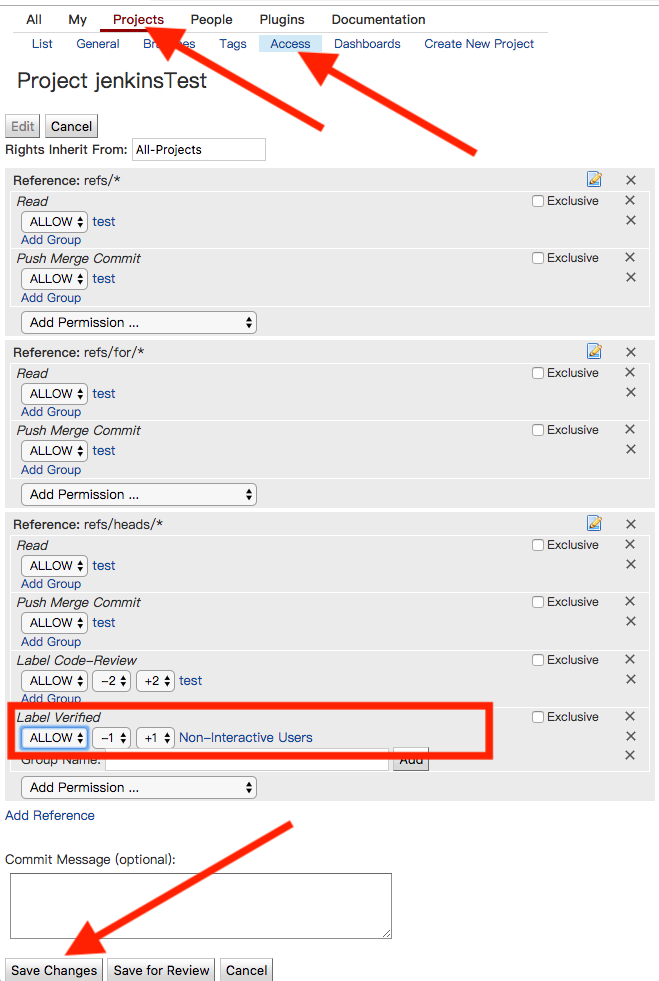 All My Projects People Plugins Documentation
List General Branches Tags Access Dashboards Create New Project
Project jenkinsTest
Edit Cancel
Rights Inherit From: All-Projects
Reference: refs/*
Read Exclusive
ALLOW test
Add Group
Push Merge Commit Exclusive
ALLOW test
Add Group
Add Permission ...
Reference: refs/for/*
Read Exclusive
ALLOW test
Add Group
Push Merge Commit Exclusive
ALLOW test
Add Group
Add Permission ...
Reference: refs/heads/*
Read Exclusive
ALLOW test
Add Group
Push Merge Commit Exclusive
ALLOW test
Add Group
Label Code-Review Exclusive
ALLOW -2 +2 test
Add Group
Label Verified Exclusive
ALLOW -1 +1 Non-Interactive Users
Group Name: Add
Add Permission ...
Add Reference
Commit Message (optional):
Save Changes Save for Review Cancel